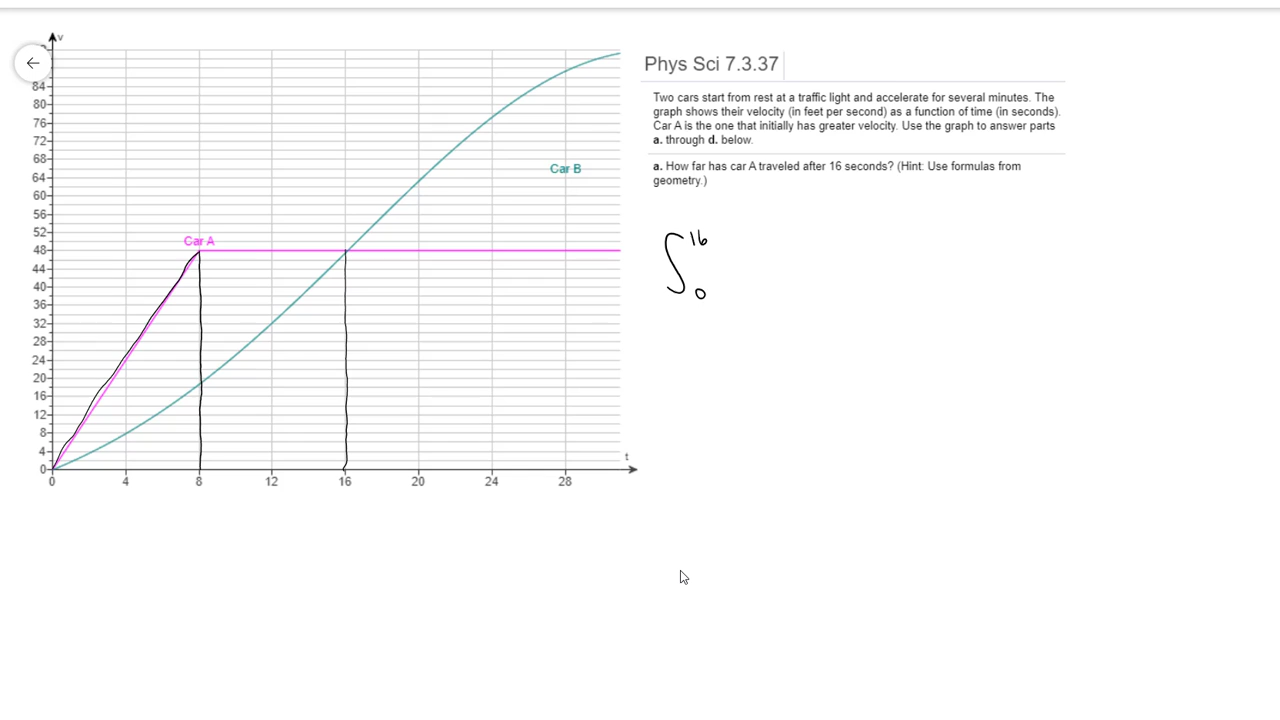 v
84
80
76
72
68
64
60
56
52
48
44
40
36
32
28
24
20
16
12
8
4
0
0 4 8 12 16 20 24 28
t
Car A
Car B
Phys Sci 7.3.37
Two cars start from rest at a traffic light and accelerate for several minutes. The
graph shows their velocity (in feet per second) as a function of time (in seconds).
Car A is the one that initially has greater velocity. Use the graph to answer parts
a. through d. below.
a. How far has car A traveled after 16 seconds? (Hint: Use formulas from
geometry.)
∫ 16
0